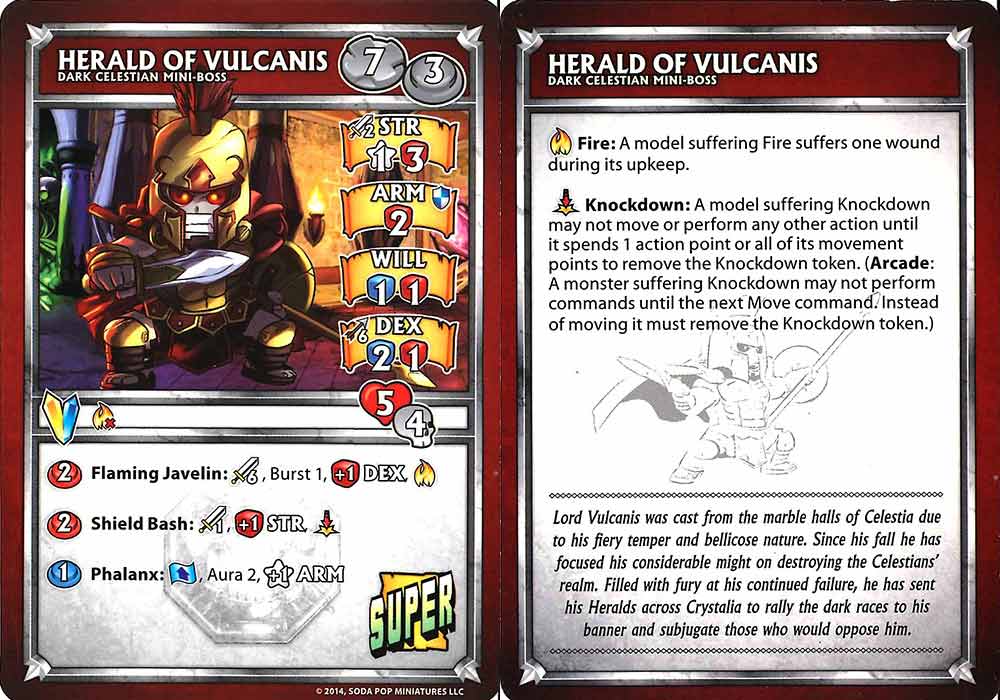 HERALD OF VULCANIS
DARK CELESTIAN MINI-BOSS
7
3
2 STR
1 3
ARM
2
WILL
1 1
6 DEX
2 1
5
4
2 Flaming Javelin: 6, Burst 1, +1 DEX
2 Shield Bash: 1, +1 STR
1 Phalanx: , Aura 2, +1 ARM
SUPER
© 2014, SODA POP MINIATURES LLC
HERALD OF VULCANIS
DARK CELESTIAN MINI-BOSS
Fire: A model suffering Fire suffers one wound
during its upkeep.
Knockdown: A model suffering Knockdown
may not move or perform any other action until
it spends 1 action point or all of its movement
points to remove the Knockdown token. (Arcade:
A monster suffering Knockdown may not perform
commands until the next Move command. Instead
of moving it must remove the Knockdown token.)
Lord Vulcanis was cast from the marble halls of Celestia due
to his fiery temper and bellicose nature. Since his fall he has
focused his considerable might on destroying the Celestians'
realm. Filled with fury at his continued failure, he has sent
his Heralds across Crystalia to rally the dark races to his
banner and subjugate those who would oppose him.